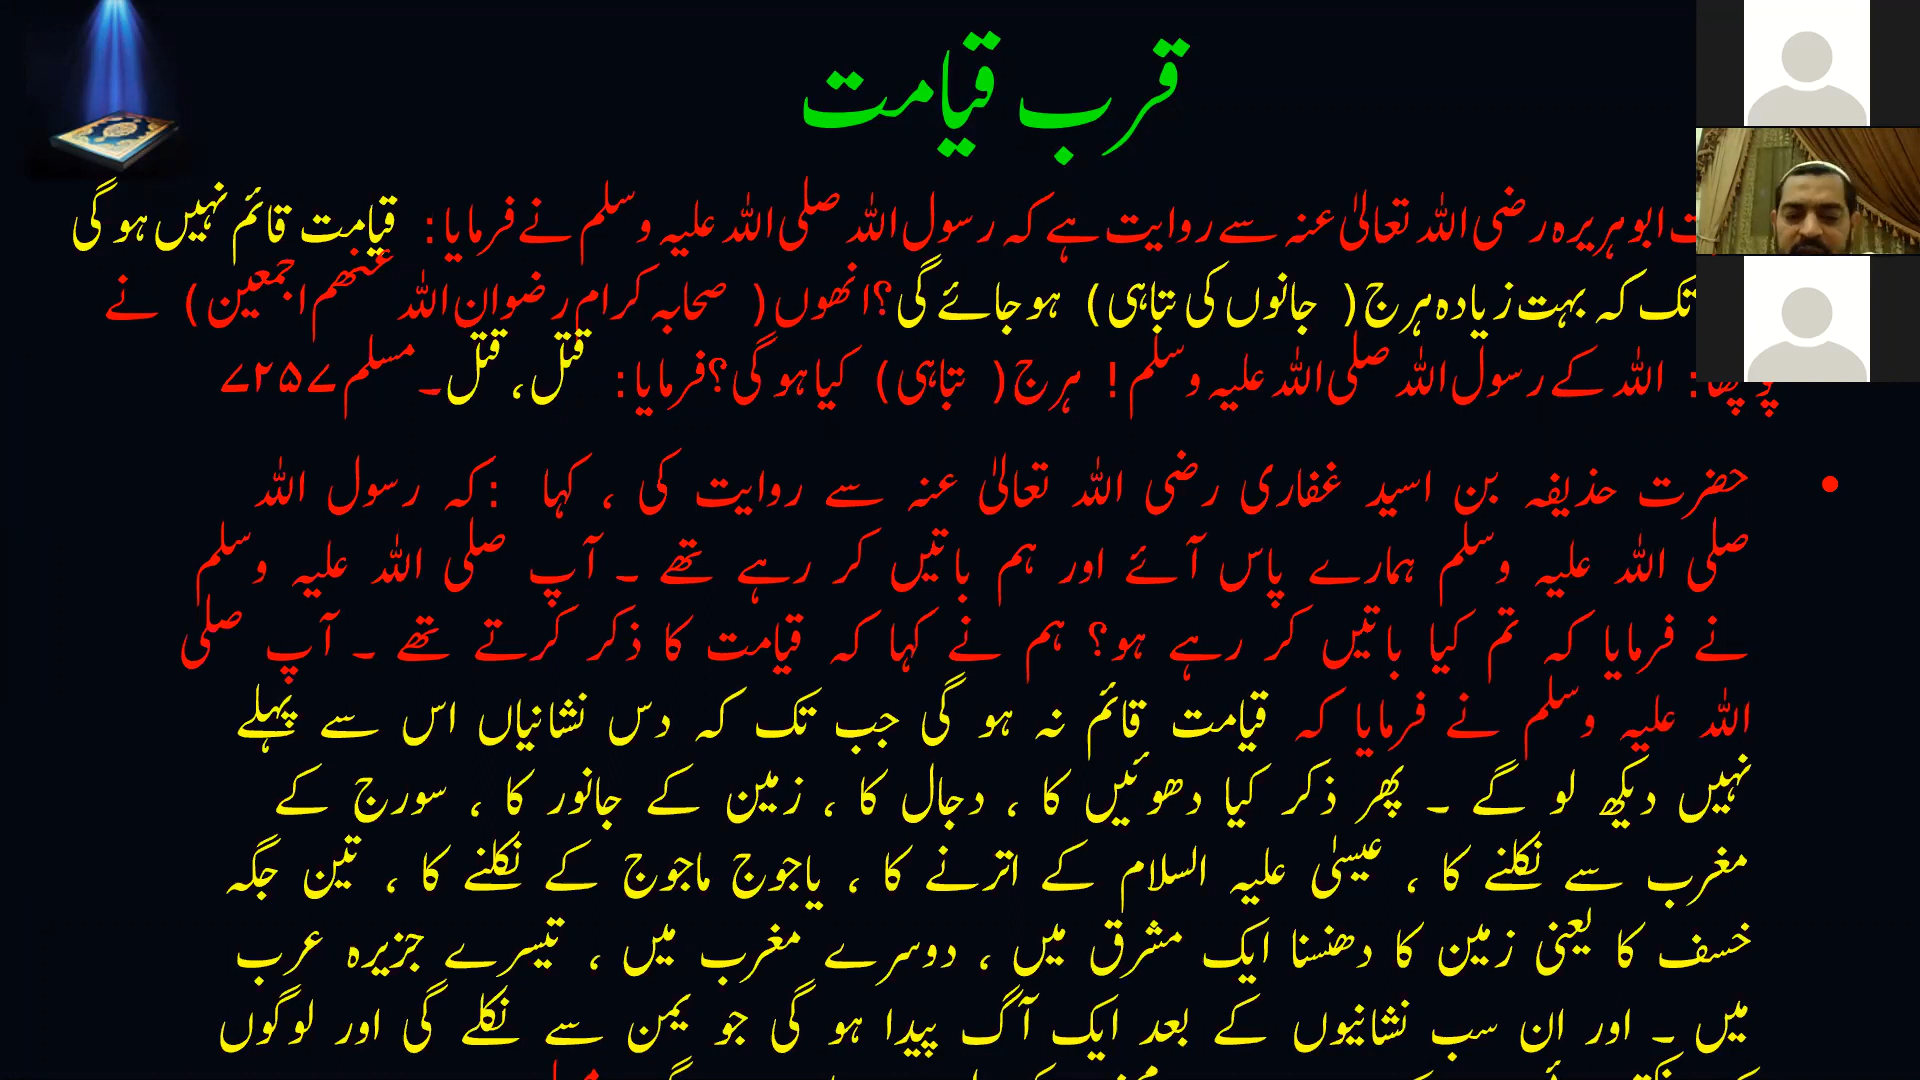 قرب قیامت
ابوہریرہ رضی اللہ تعالیٰ عنہ سے روایت ہے کہ رسول اللہ صلی اللہ علیہ وسلم نے فرمایا: قیامت قائم نہیں ہو گی
تک کہ بہت زیادہ ہرج ( جانوں کی تباہی) ہو جائے گی؟ انھوں ( صحابہ کرام رضوان اللہ عنھم اجمعین) نے
اللہ کے رسول اللہ صلی اللہ علیہ وسلم! ہرج ( تباہی) کیا ہو گی؟ فرمایا: قتل، قتل۔ مسلم ۷۲۵۷
• حضرت حذیفہ بن اسید غفاری رضی اللہ تعالیٰ عنہ سے روایت کی ، کہا :کہ رسول اللہ
صلی اللہ علیہ وسلم ہمارے پاس آئے اور ہم باتیں کر رہے تھے ۔ آپ صلی اللہ علیہ وسلم
نے فرمایا کہ تم کیا باتیں کر رہے ہو؟ ہم نے کہا کہ قیامت کا ذکر کرتے تھے ۔ آپ صلی
اللہ علیہ وسلم نے فرمایا کہ قیامت قائم نہ ہو گی جب تک کہ دس نشانیاں اس سے پہلے
نہیں دیکھ لو گے ۔ پھر ذکر کیا دھوئیں کا ، دجال کا ، زمین کے جانور کا ، سورج کے
مغرب سے نکلنے کا ، عیسیٰ علیہ السلام کے اترنے کا ، یاجوج ماجوج کے نکلنے کا ، تین جگہ
خسف کا یعنی زمین کا دھنسنا ایک مشرق میں ، دوسرے مغرب میں ، تیسرے جزیرہ عرب
میں ۔ اور ان سب نشانیوں کے بعد ایک آگ پیدا ہو گی جو یمن سے نکلے گی اور لوگوں